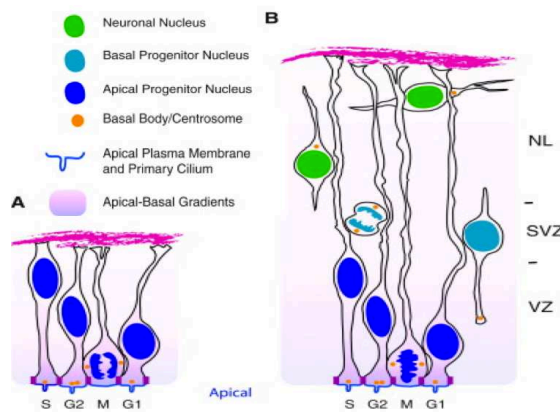 Neuronal Nucleus
Basal Progenitor Nucleus
Apical Progenitor Nucleus
Basal Body/Centrosome
Apical Plasma Membrane
and Primary Cilium
Apical-Basal Gradients
A
S G2 M G1
Apical
B
NL
SVZ
VZ
S G2 M G1